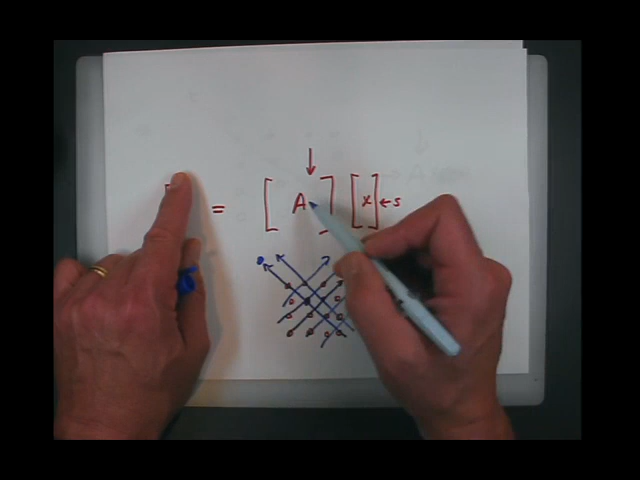 = [ A ] [ x ] ← s